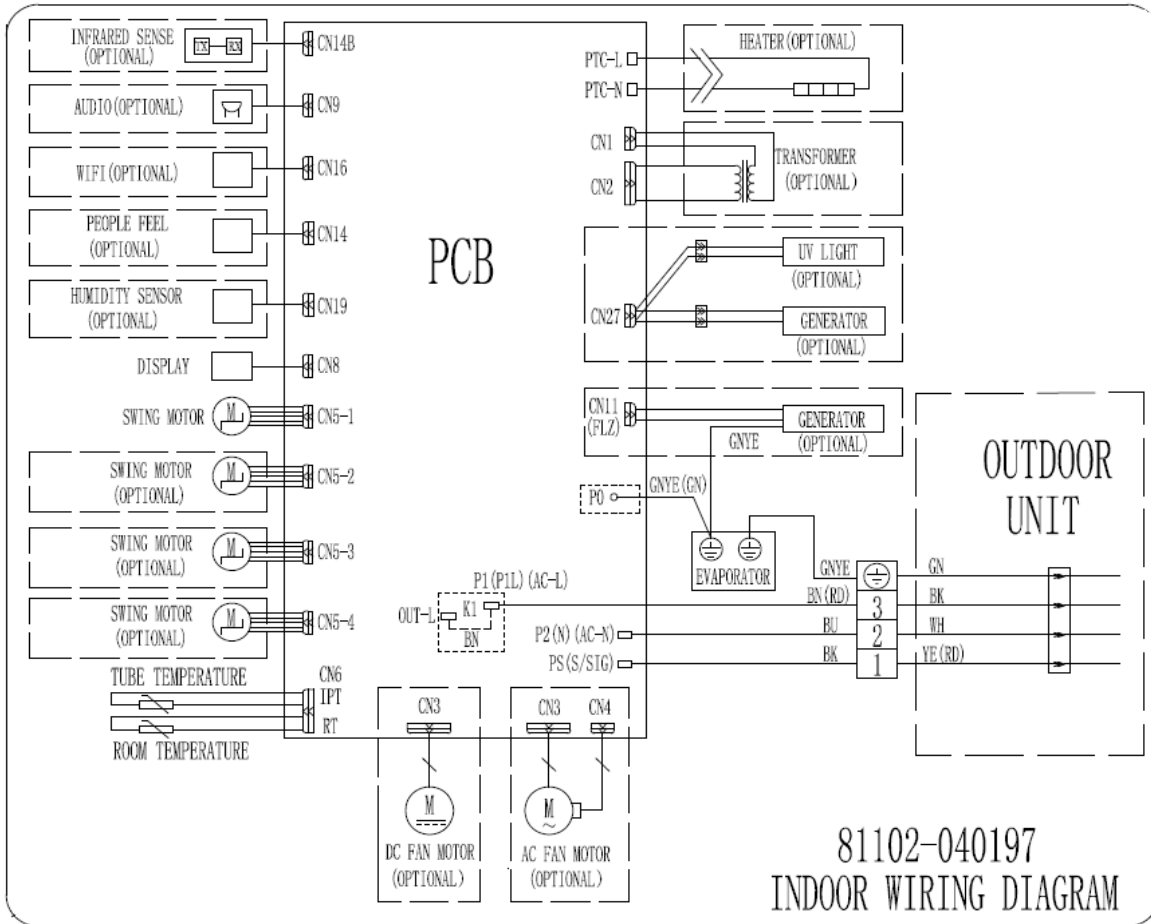 INFRARED SENSE
(OPTIONAL)
TX
RX
CN14B
AUDIO(OPTIONAL)
CN9
WIFI(OPTIONAL)
CN16
PEOPLE FEEL
(OPTIONAL)
CN14
HUMIDITY SENSOR
(OPTIONAL)
CN19
DISPLAY
CN8
SWING MOTOR
M
CN5-1
SWING MOTOR
(OPTIONAL)
M
CN5-2
SWING MOTOR
(OPTIONAL)
M
CN5-3
SWING MOTOR
(OPTIONAL)
M
CN5-4
TUBE TEMPERATURE
CN6
IPT
RT
ROOM TEMPERATURE
PCB
PTC-L
PTC-N
HEATER(OPTIONAL)
CN1
CN2
TRANSFORMER
(OPTIONAL)
CN27
UV LIGHT
(OPTIONAL)
GENERATOR
(OPTIONAL)
CN11
(FLZ)
GENERATOR
(OPTIONAL)
GNYE
P0
GNYE(GN)
EVAPORATOR
OUT-L
K1
BN
P1(P1L)(AC-L)
P2(N)(AC-N)
PS(S/SIG)
GNYE
BN(RD)
BU
BK
3
2
1
GN
BK
WH
YE(RD)
OUTDOOR
UNIT
CN3
M
DC FAN MOTOR
(OPTIONAL)
CN3
CN4
M
~
AC FAN MOTOR
(OPTIONAL)
81102-040197
INDOOR WIRING DIAGRAM